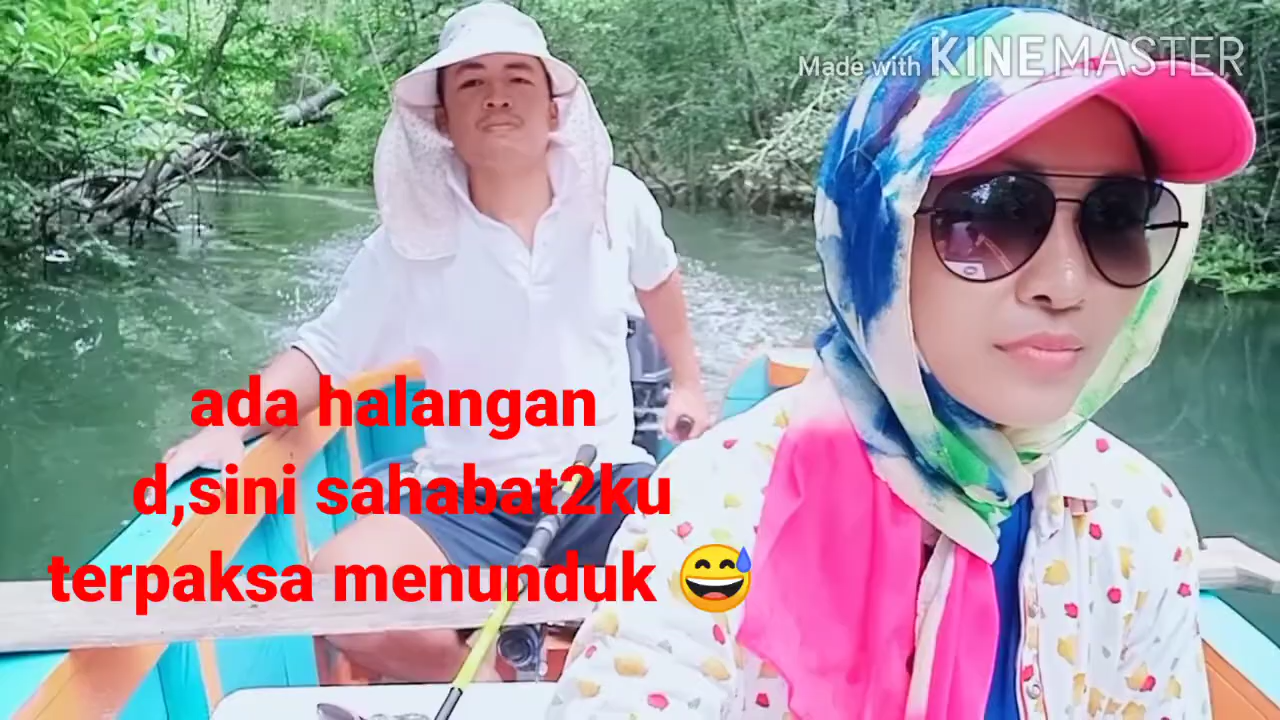 Made with KINEMASTER
ada halangan
d,sini sahabat2ku
terpaksa menunduk 😅